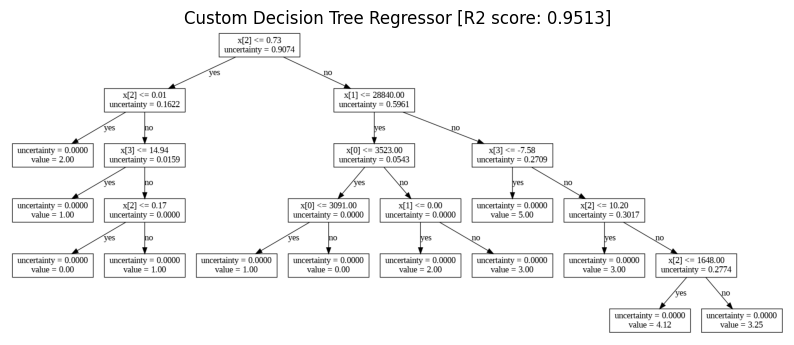 Custom Decision Tree Regressor [R2 score: 0.9513]
x[2] <= 0.73
uncertainty = 0.9074
yes
no
x[2] <= 0.01
uncertainty = 0.1622
x[1] <= 28840.00
uncertainty = 0.5961
yes
no
yes
no
uncertainty = 0.0000
value = 2.00
x[3] <= 14.94
uncertainty = 0.0159
x[0] <= 3523.00
uncertainty = 0.0543
x[3] <= -7.58
uncertainty = 0.2709
yes
no
yes
no
yes
no
uncertainty = 0.0000
value = 1.00
x[2] <= 0.17
uncertainty = 0.0000
x[0] <= 3091.00
uncertainty = 0.0000
x[1] <= 0.00
uncertainty = 0.0000
uncertainty = 0.0000
value = 5.00
x[2] <= 10.20
uncertainty = 0.3017
yes
no
yes
no
yes
no
yes
no
uncertainty = 0.0000
value = 0.00
uncertainty = 0.0000
value = 1.00
uncertainty = 0.0000
value = 1.00
uncertainty = 0.0000
value = 0.00
uncertainty = 0.0000
value = 2.00
uncertainty = 0.0000
value = 3.00
uncertainty = 0.0000
value = 3.00
x[2] <= 1648.00
uncertainty = 0.2774
yes
no
uncertainty = 0.0000
value = 4.12
uncertainty = 0.0000
value = 3.25